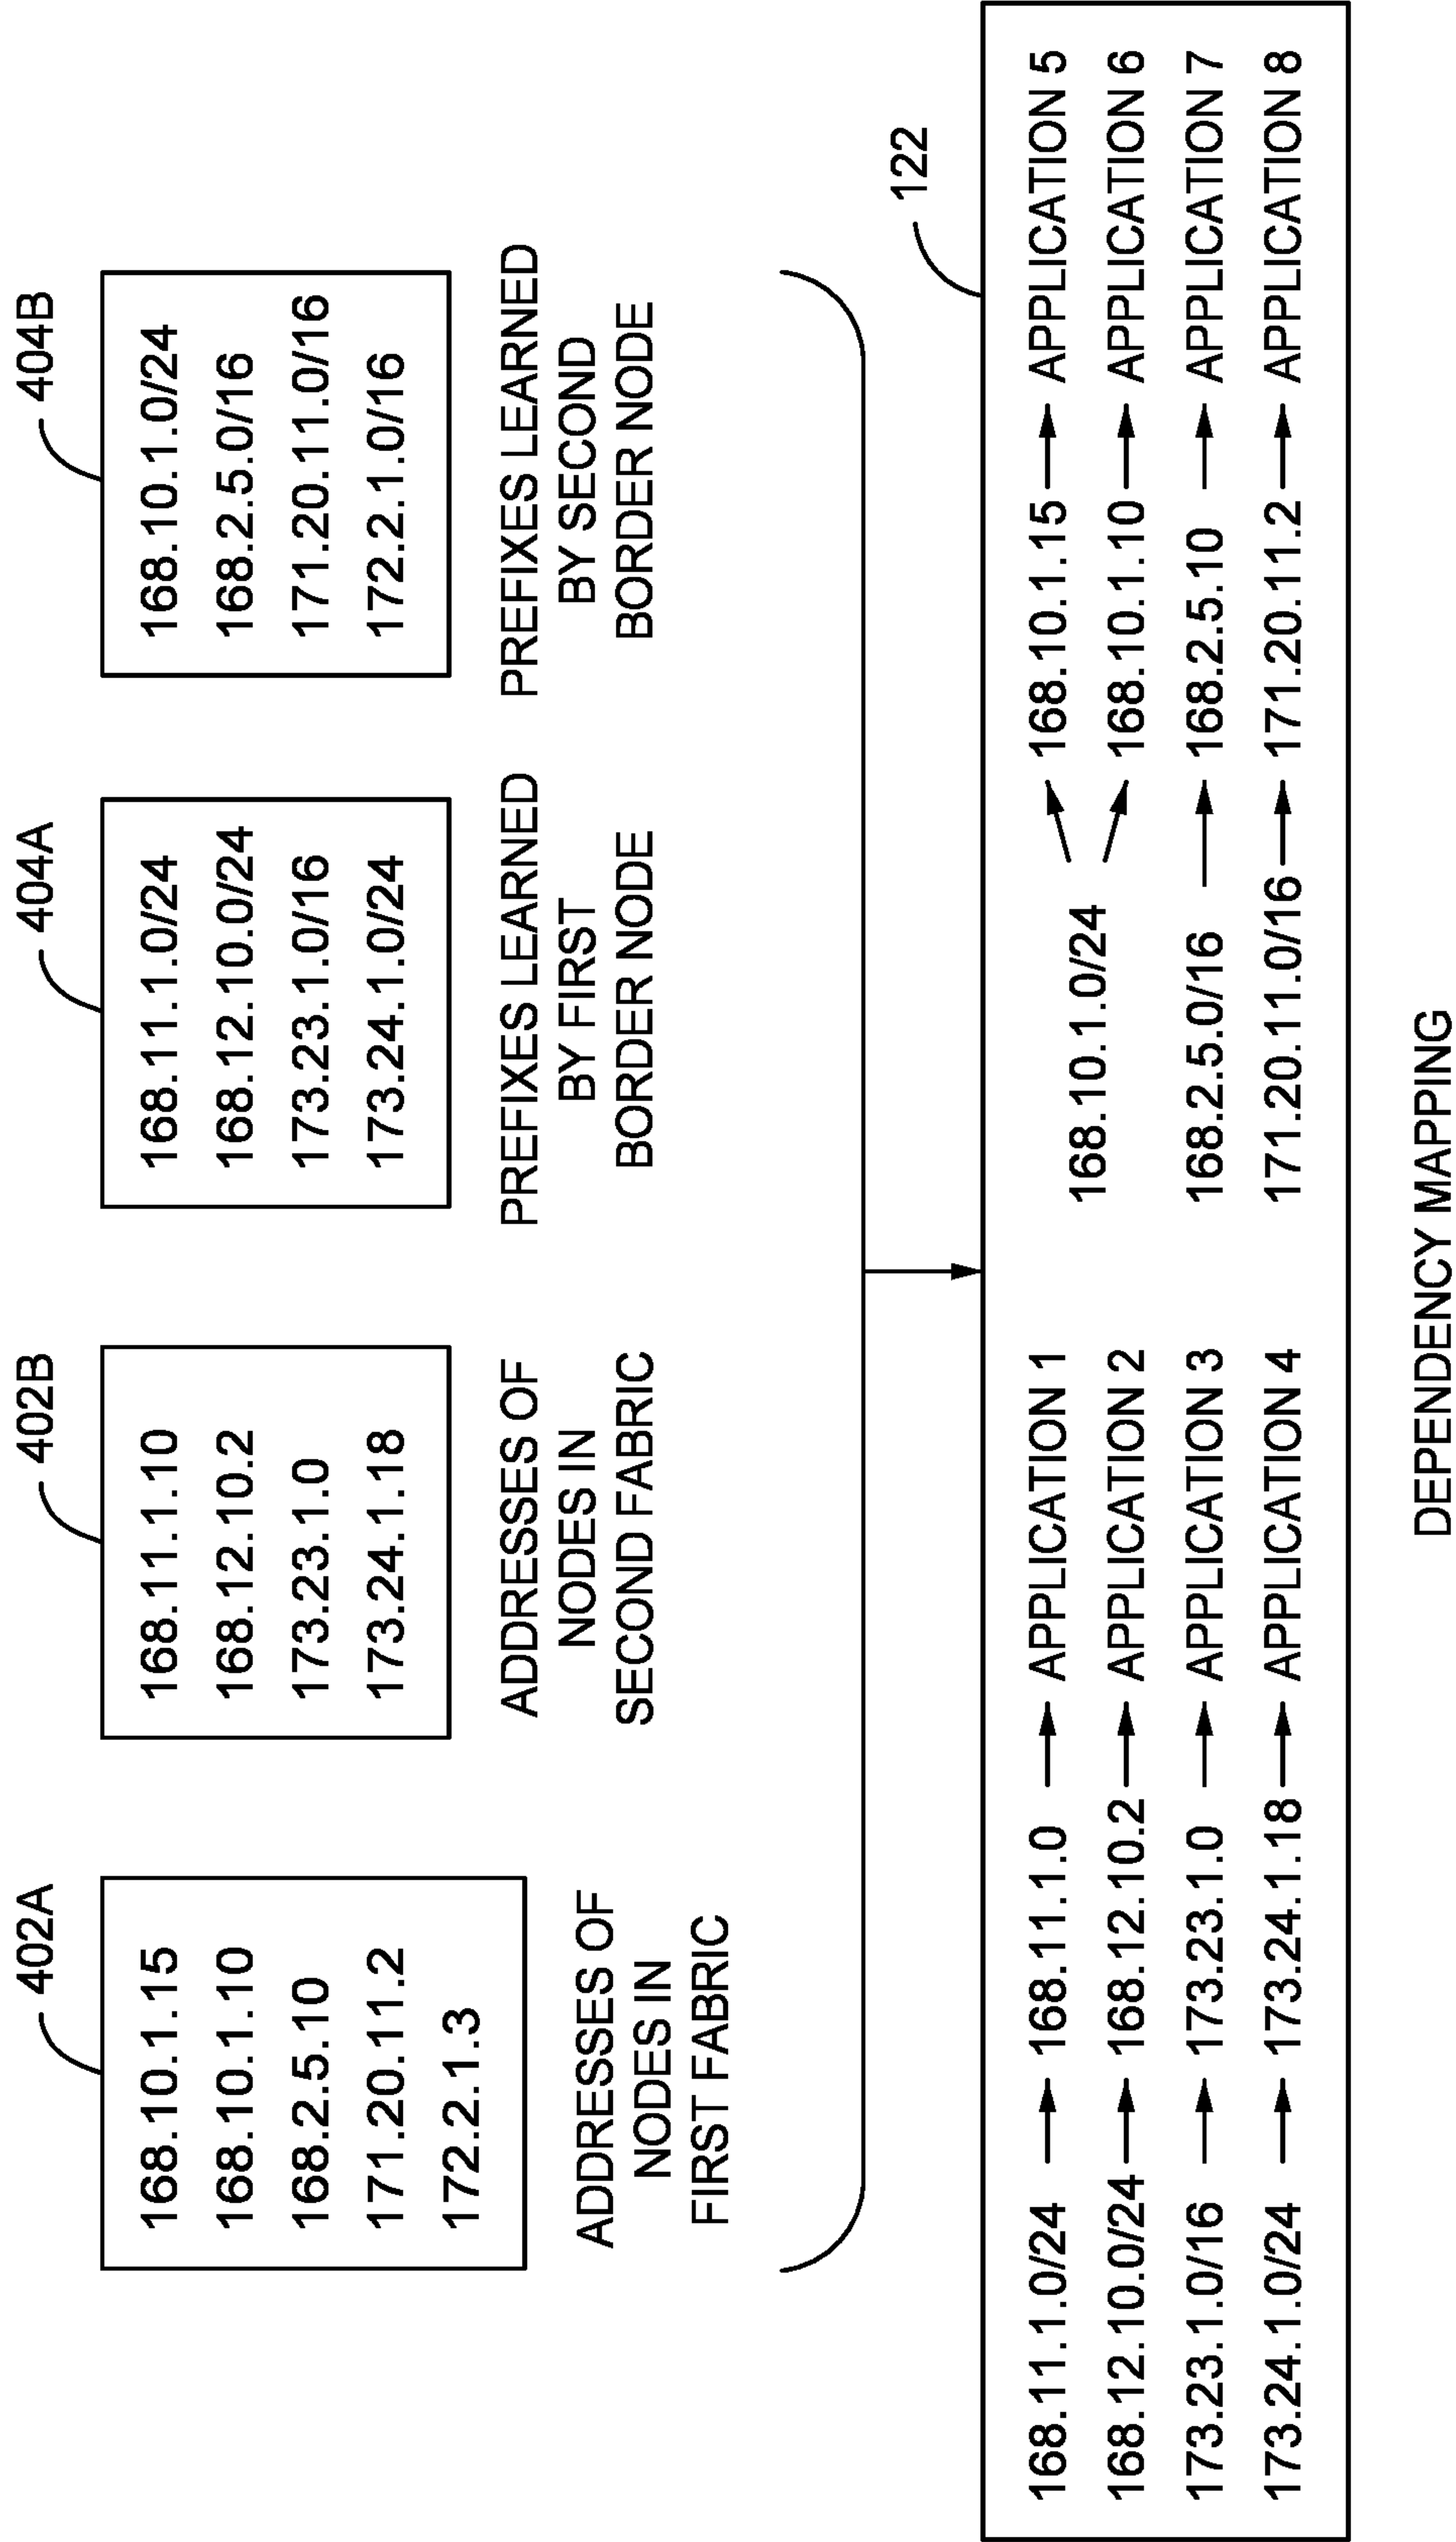 402A
168.10.1.15
168.10.1.10
168.2.5.10
171.20.11.2
172.2.1.3
ADDRESSES OF
NODES IN
FIRST FABRIC
402B
168.11.1.10
168.12.10.2
173.23.1.0
173.24.1.18
ADDRESSES OF
NODES IN
SECOND FABRIC
404A
168.11.1.0/24
168.12.10.0/24
173.23.1.0/16
173.24.1.0/24
PREFIXES LEARNED
BY FIRST
BORDER NODE
404B
168.10.1.0/24
168.2.5.0/16
171.20.11.0/16
172.2.1.0/16
PREFIXES LEARNED
BY SECOND
BORDER NODE
122
168.11.1.0/24 → 168.11.1.0 → APPLICATION 1
168.12.10.0/24 → 168.12.10.2 → APPLICATION 2
173.23.1.0/16 → 173.23.1.0 → APPLICATION 3
173.24.1.0/24 → 173.24.1.18 → APPLICATION 4
168.10.1.0/24
168.10.1.15 → APPLICATION 5
168.10.1.10 → APPLICATION 6
168.2.5.0/16 → 168.2.5.10 → APPLICATION 7
171.20.11.0/16 → 171.20.11.2 → APPLICATION 8
DEPENDENCY MAPPING